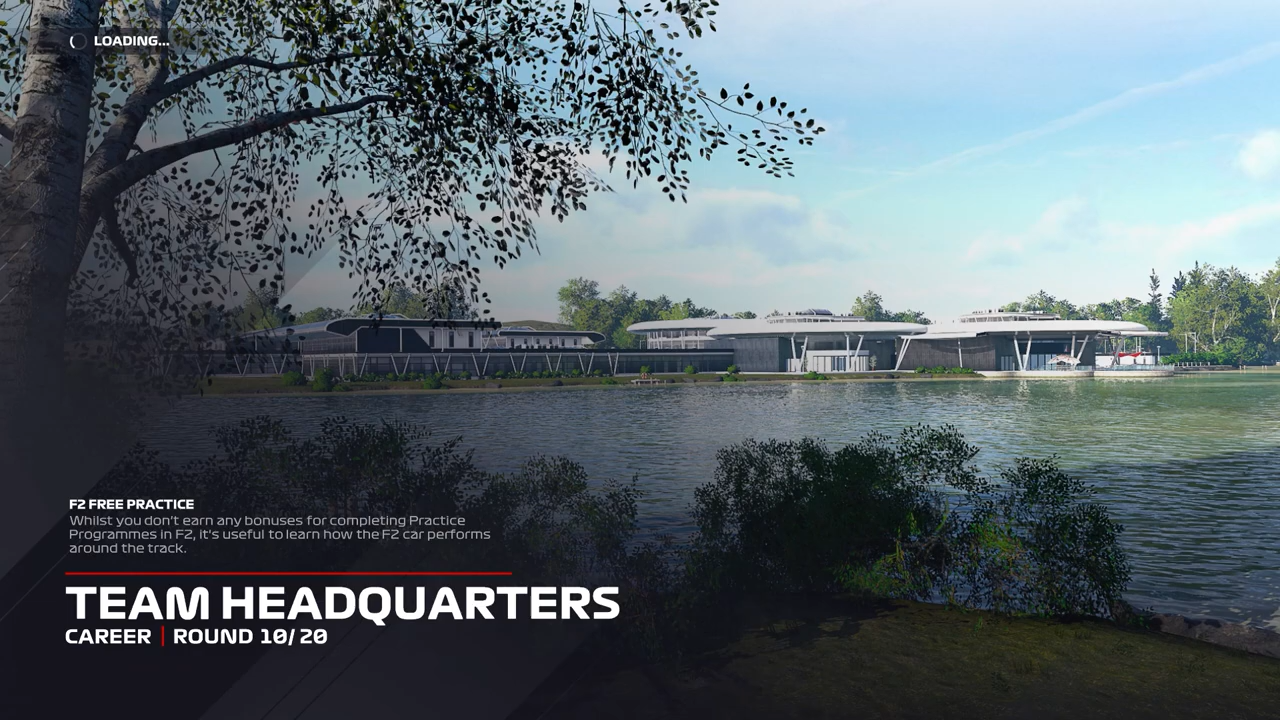 LOADING...
F2 FREE PRACTICE
Whilst you don't earn any bonuses for completing Practice
Programmes in F2, it's useful to learn how the F2 car performs
around the track.
TEAM HEADQUARTERS
CAREER | ROUND 10/20